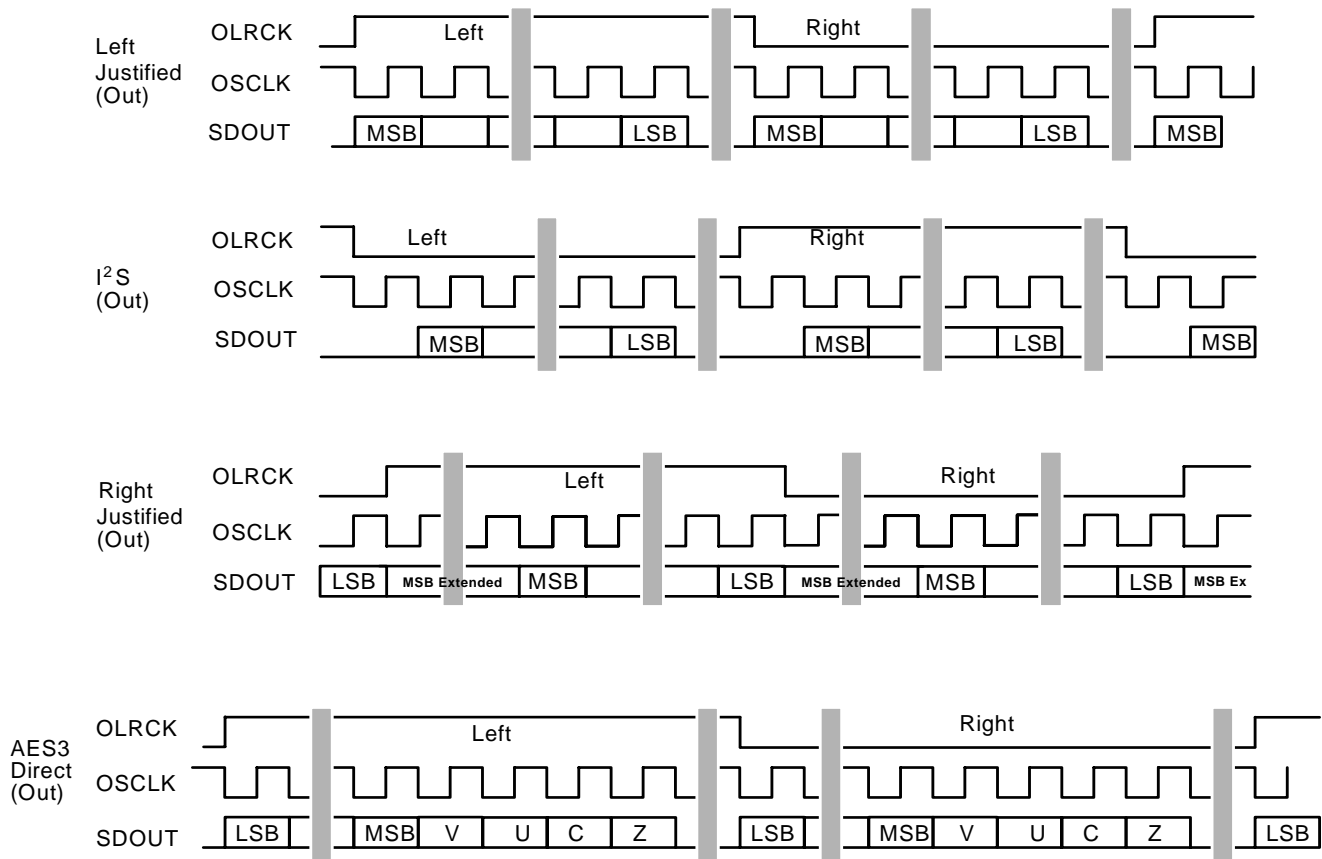 Left
Justified
(Out)
OLRCK Left Right
OSCLK
SDOUT MSB LSB MSB LSB MSB
I²S
(Out)
OLRCK Left Right
OSCLK
SDOUT MSB LSB MSB LSB MSB
Right
Justified
(Out)
OLRCK Left Right
OSCLK
SDOUT LSB MSB Extended MSB LSB MSB Extended MSB LSB MSB Ex
AES3
Direct
(Out)
OLRCK Left Right
OSCLK
SDOUT LSB MSB V U C Z LSB MSB V U C Z LSB